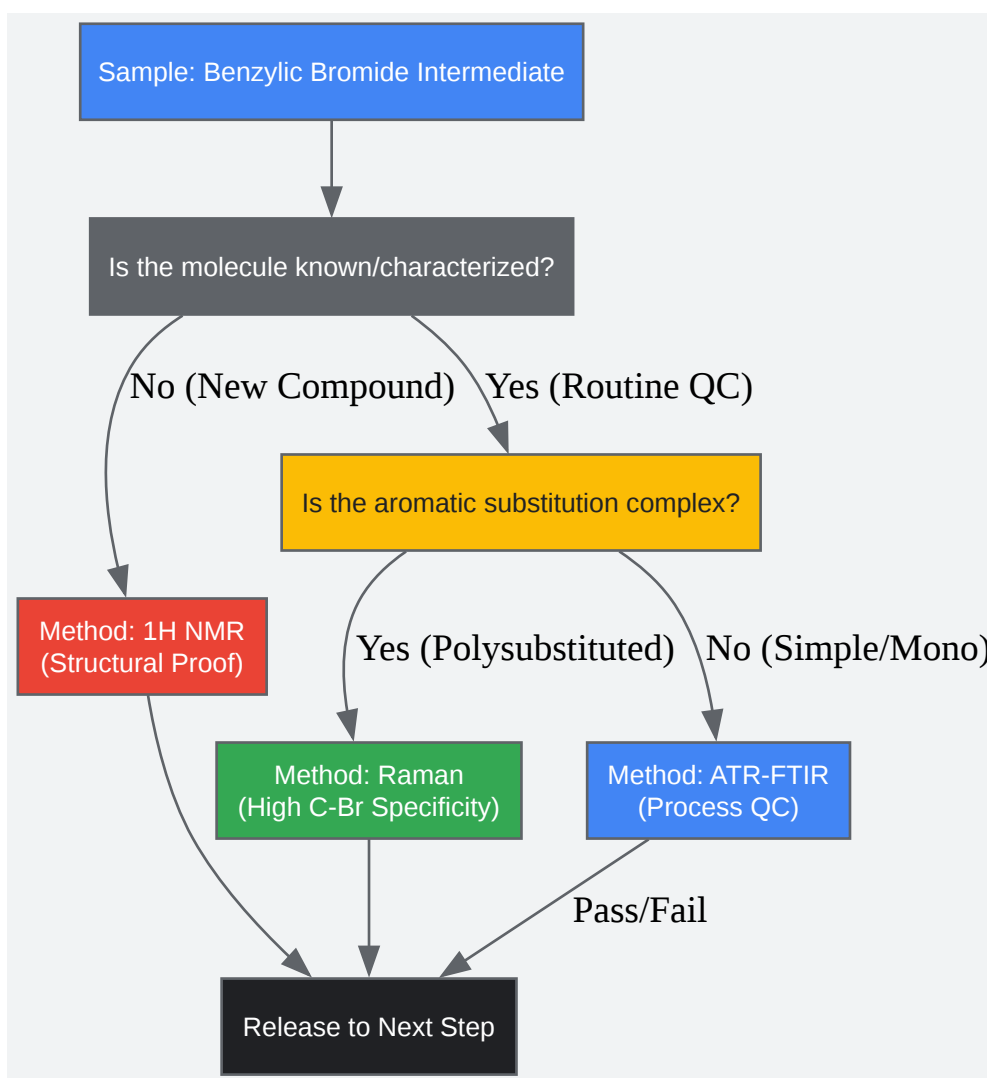 Sample: Benzylic Bromide Intermediate
Is the molecule known/characterized?
No (New Compound)
Yes (Routine QC)
Is the aromatic substitution complex?
Method: 1H NMR
(Structural Proof)
Yes (Polysubstituted)
No (Simple/Mono)
Method: Raman
(High C-Br Specificity)
Method: ATR-FTIR
(Process QC)
Pass/Fail
Release to Next Step